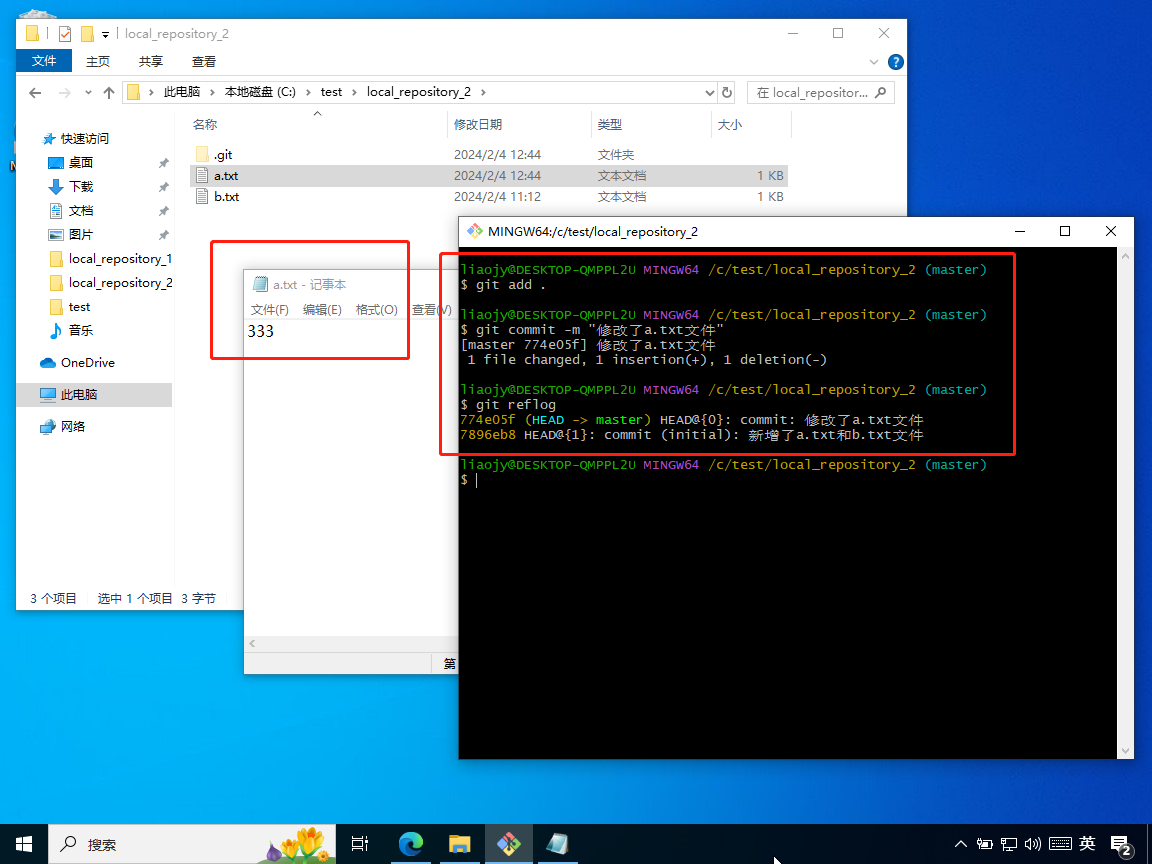 local_repository_2
文件 主页 共享 查看
此电脑 本地磁盘 (C:) test local_repository_2 在 local_repositor...
快速访问
桌面
下载
文档
图片
local_repository_1
local_repository_2
test
音乐
OneDrive
此电脑
网络
名称 修改日期 类型 大小
.git 2024/2/4 12:44 文件夹
a.txt 2024/2/4 12:44 文本文档 1 KB
b.txt 2024/2/4 11:12 文本文档 1 KB
3 个项目 选中 1 个项目 3 字节
a.txt - 记事本
文件(F) 编辑(E) 格式(O) 查看(V)
333
第
MINGW64:/c/test/local_repository_2
liaojy@DESKTOP-QMPPL2U MINGW64 /c/test/local_repository_2 (master)
$ git add .
liaojy@DESKTOP-QMPPL2U MINGW64 /c/test/local_repository_2 (master)
$ git commit -m "修改了a.txt文件"
[master 774e05f] 修改了a.txt文件
1 file changed, 1 insertion(+), 1 deletion(-)
liaojy@DESKTOP-QMPPL2U MINGW64 /c/test/local_repository_2 (master)
$ git reflog
774e05f (HEAD -> master) HEAD@{0}: commit: 修改了a.txt文件
7896eb8 HEAD@{1}: commit (initial): 新增了a.txt和b.txt文件
liaojy@DESKTOP-QMPPL2U MINGW64 /c/test/local_repository_2 (master)
$
搜索 英 2